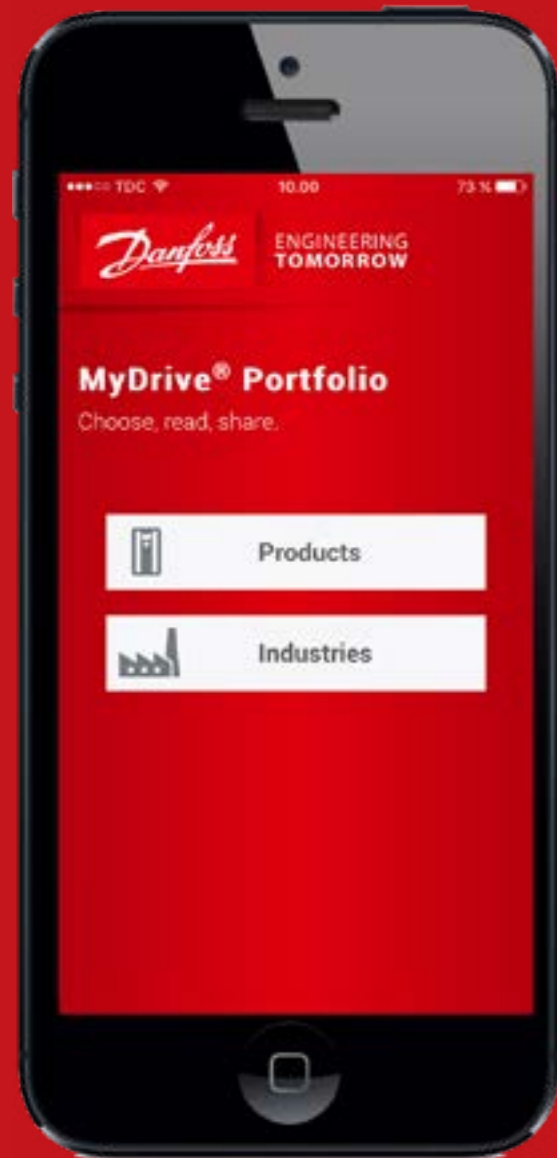 TDC 10.00 73 %
Danfoss ENGINEERING
TOMORROW
MyDrive® Portfolio
Choose, read, share.
Products
Industries